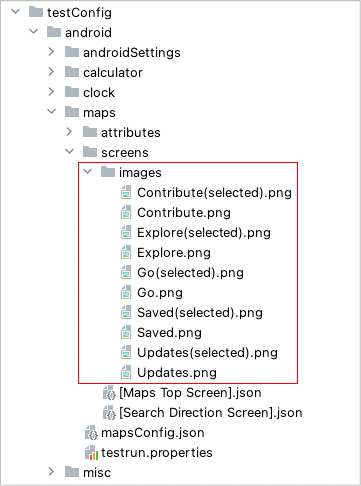 testConfig
android
androidSettings
calculator
clock
maps
attributes
screens
images
Contribute(selected).png
Contribute.png
Explore(selected).png
Explore.png
Go(selected).png
Go.png
Saved(selected).png
Saved.png
Updates(selected).png
Updates.png
[Maps Top Screen].json
[Search Direction Screen].json
mapsConfig.json
testrun.properties
misc